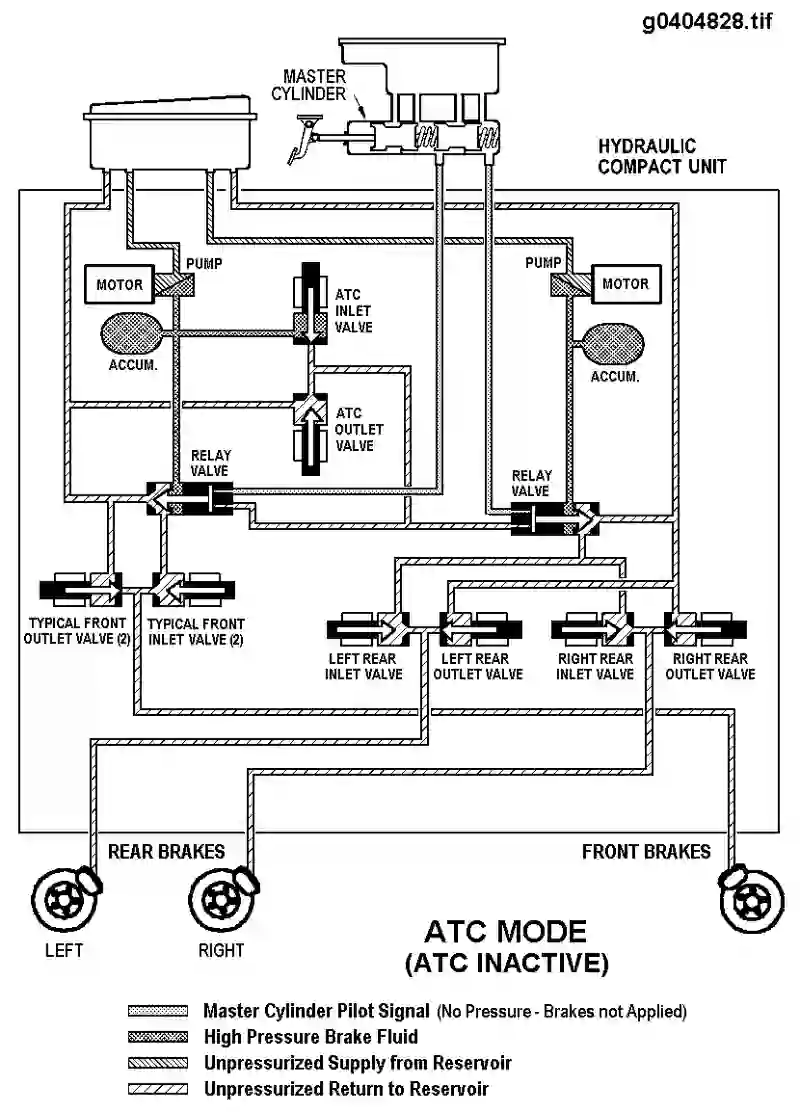 g0404828.tif
MASTER
CYLINDER
HYDRAULIC
COMPACT UNIT
MOTOR
PUMP
ACCUM.
ATC
INLET
VALVE
PUMP
MOTOR
ACCUM.
ATC
OUTLET
VALVE
RELAY
VALVE
RELAY
VALVE
TYPICAL FRONT
OUTLET VALVE (2)
TYPICAL FRONT
INLET VALVE (2)
LEFT REAR
INLET VALVE
LEFT REAR
OUTLET VALVE
RIGHT REAR
INLET VALVE
RIGHT REAR
OUTLET VALVE
REAR BRAKES
FRONT BRAKES
LEFT
RIGHT
ATC MODE
(ATC INACTIVE)
Master Cylinder Pilot Signal (No Pressure - Brakes not Applied)
High Pressure Brake Fluid
Unpressurized Supply from Reservoir
Unpressurized Return to Reservoir